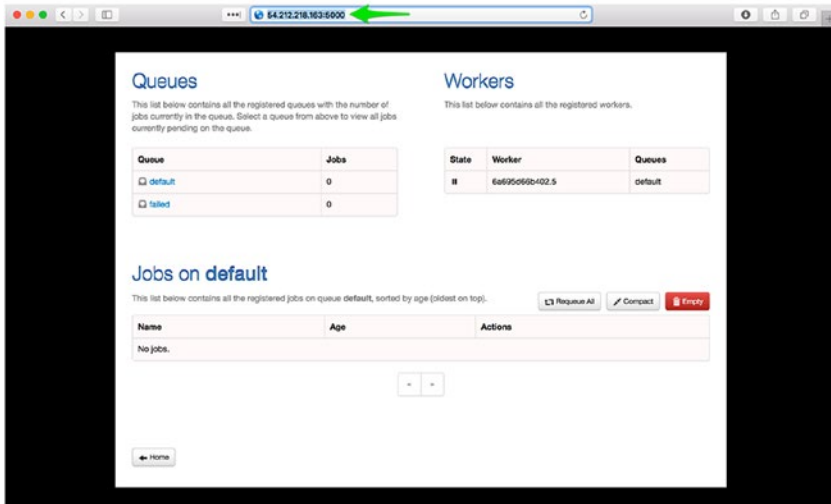 54.212.218.163:5000
Queues
This list below contains all the registered queues with the number of
jobs currently in the queue. Select a queue from above to view all jobs
currently pending on the queue.
Queue Jobs
default 0
failed 0
Workers
This list below contains all the registered workers.
State Worker Queues
6a695d66b402.5 default
Jobs on default
This list below contains all the registered jobs on queue default, sorted by age (oldest on top).
Requeue All Compact Empty
Name Age Actions
No jobs.
« »
Home